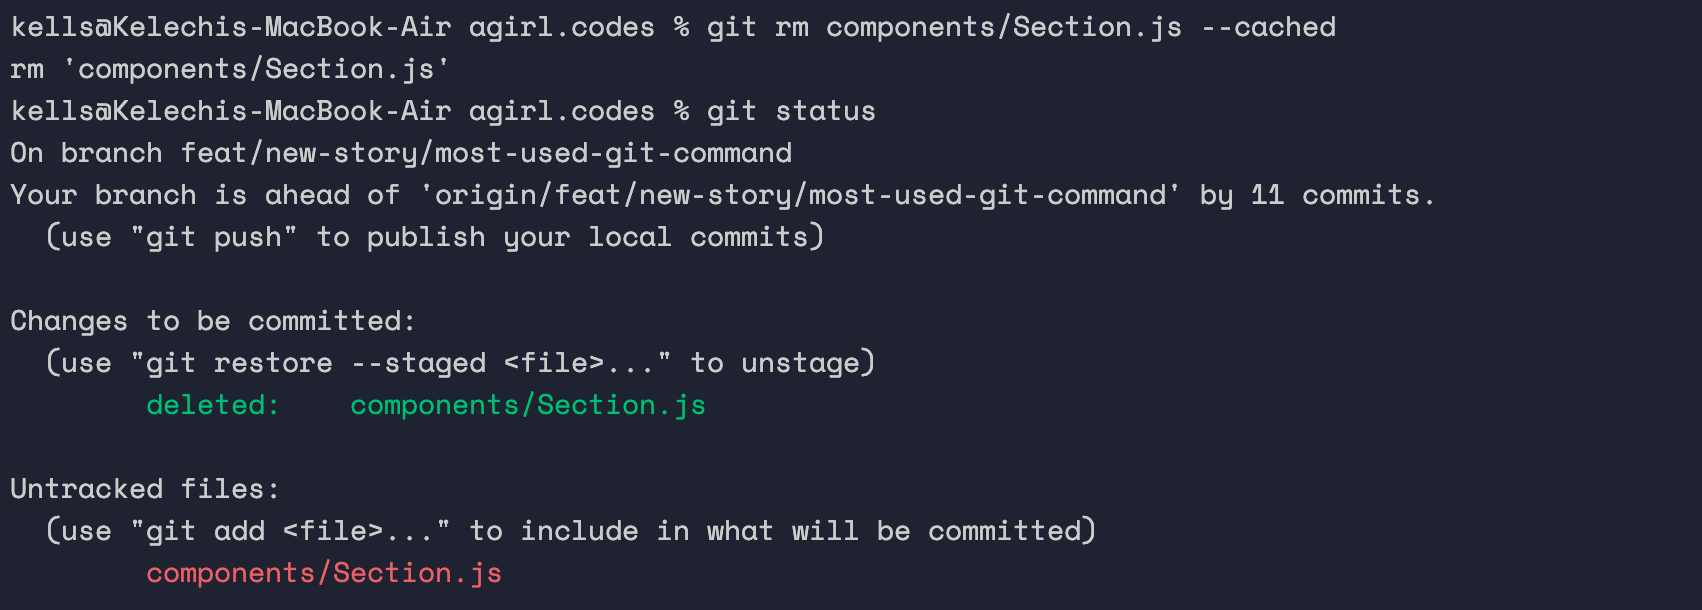 kells@Kelechis-MacBook-Air agirl.codes % git rm components/Section.js --cached
rm 'components/Section.js'
kells@Kelechis-MacBook-Air agirl.codes % git status
On branch feat/new-story/most-used-git-command
Your branch is ahead of 'origin/feat/new-story/most-used-git-command' by 11 commits.
  (use "git push" to publish your local commits)

Changes to be committed:
  (use "git restore --staged <file>..." to unstage)
        deleted:    components/Section.js

Untracked files:
  (use "git add <file>..." to include in what will be committed)
        components/Section.js